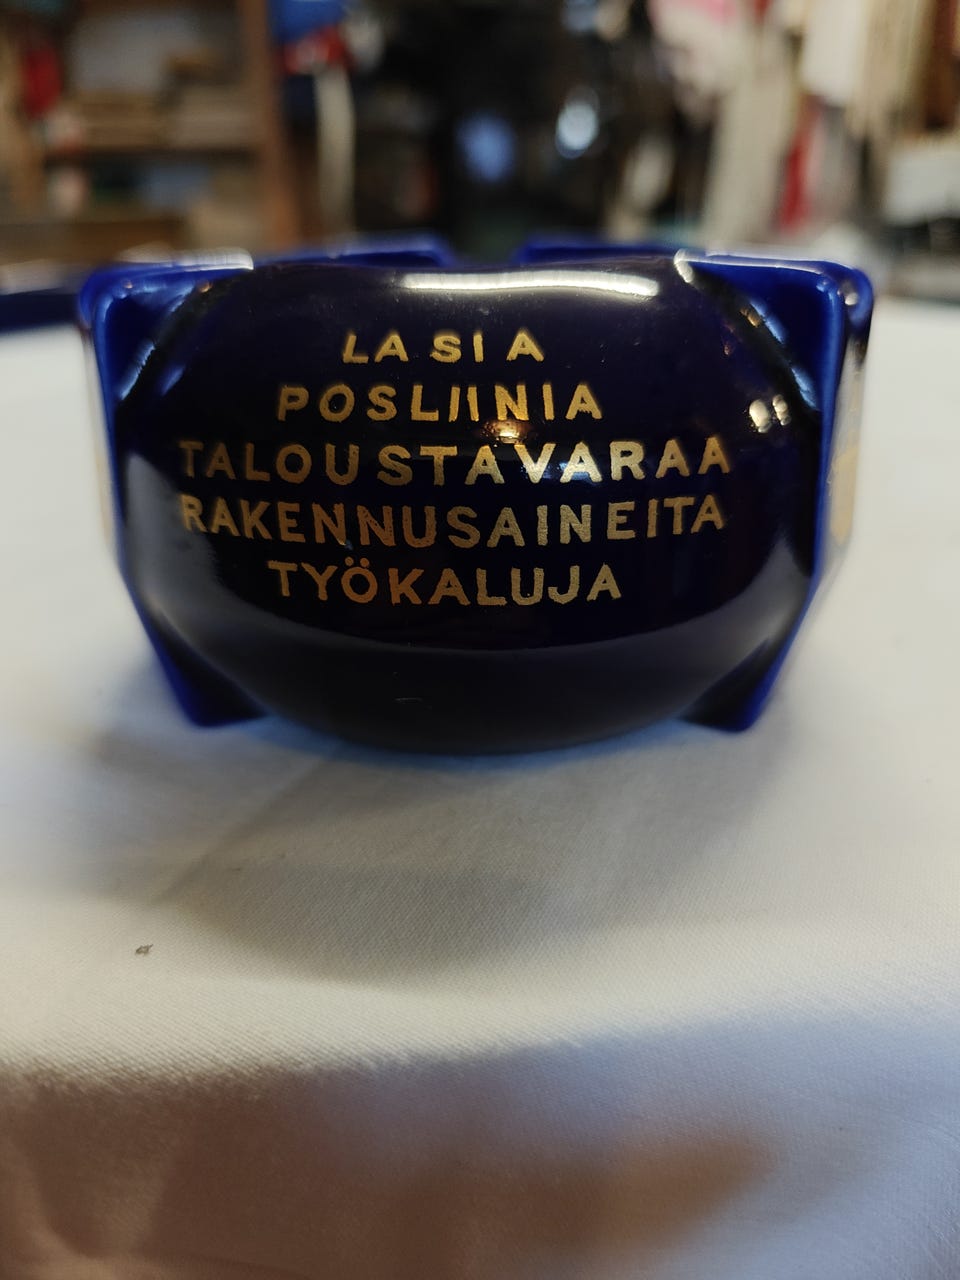 LASIA
POSLIINIA
TALOUSTAVARAA
RAKENNUSAINEITA
TYÖKALUJA